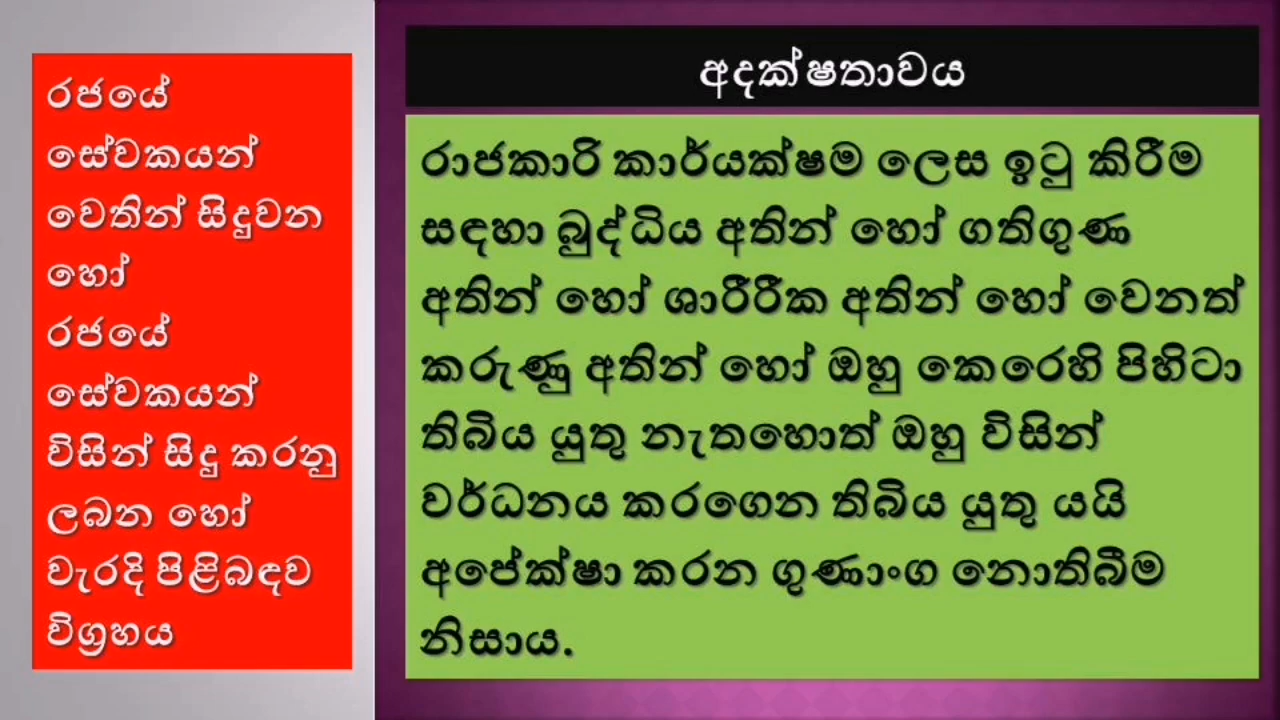 රජයේ
සේවකයන්
වෙතින් සිදුවන
හෝ
රජයේ
සේවකයන්
විසින් සිදු කරනු
ලබන හෝ
වැරදි පිළිබඳව
විග්‍රහය
අදක්ෂතාවය
රාජකාරි කාර්යක්ෂම ලෙස ඉටු කිරීම
සඳහා බුද්ධිය අතින් හෝ ගතිගුණ
අතින් හෝ ශාරීරික අතින් හෝ වෙනත්
කරුණු අතින් හෝ ඔහු කෙරෙහි පිහිටා
තිබිය යුතු නැතහොත් ඔහු විසින්
වර්ධනය කරගෙන තිබිය යුතු යයි
අපේක්ෂා කරන ගුණාංග නොතිබීම
නිසාය.